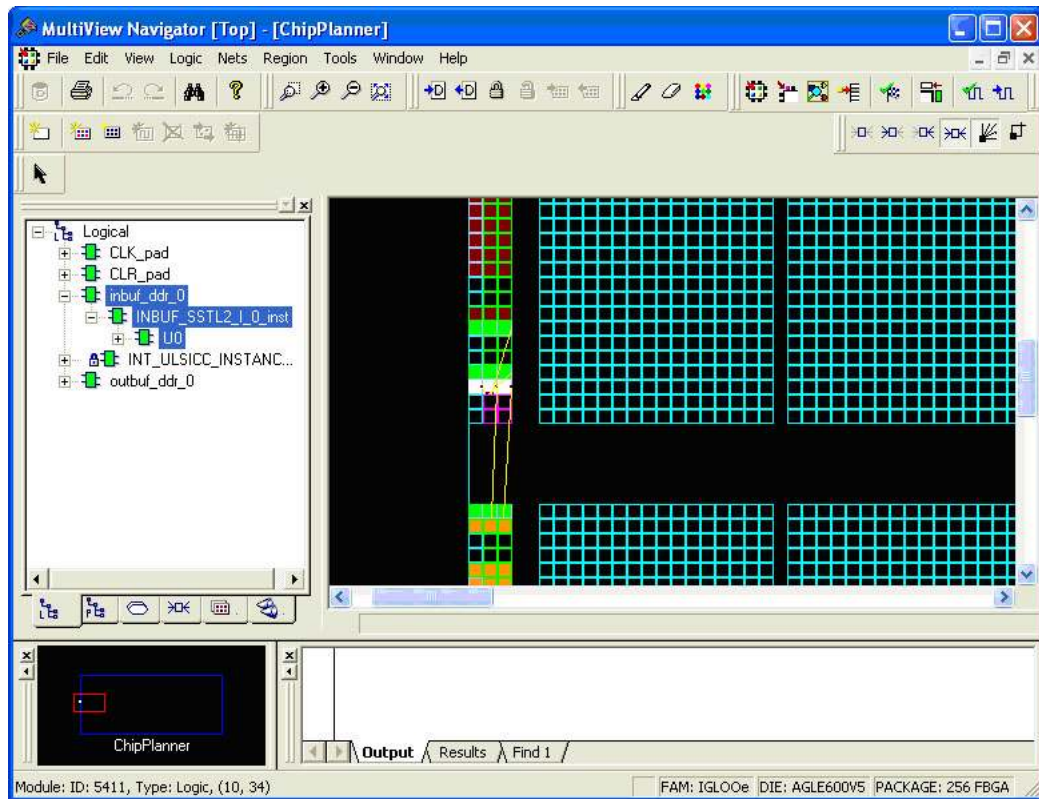 MultiView Navigator [Top] - [ChipPlanner]
File Edit View Logic Nets Region Tools Window Help
Logical
CLK_pad
CLR_pad
inbuf_ddr_0
INBUF_SSTL2_I_0_inst
U0
INT_ULSICC_INSTANC...
outbuf_ddr_0
ChipPlanner
Output Results Find 1
Module: ID: 5411, Type: Logic, (10, 34)
FAM: IGLOOe DIE: AGLE600V5 PACKAGE: 256 FBGA